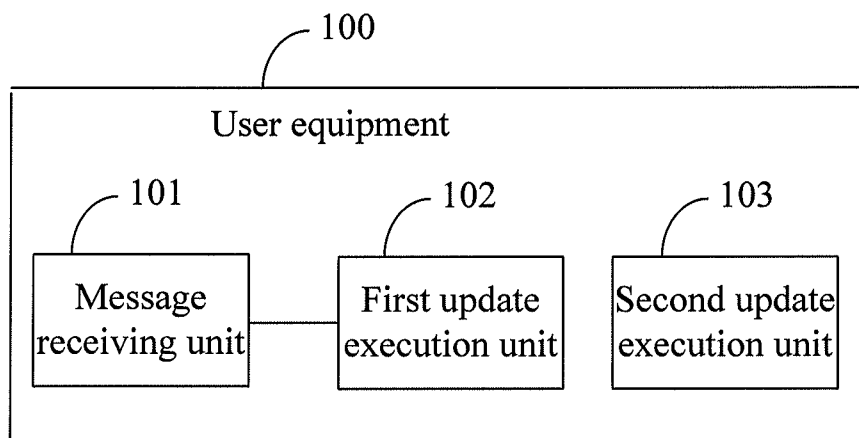 100
User equipment
101
102
103
Message
receiving unit
First update
execution unit
Second update
execution unit